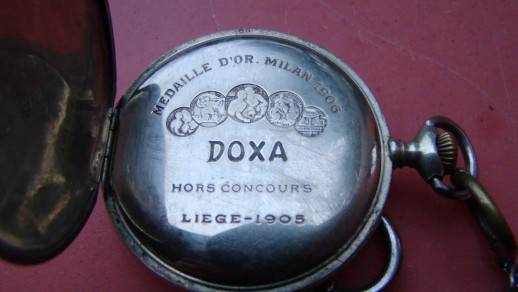 MEDAILLE D'OR. MILAN 1906
DOXA
HORS CONCOURS
LIEGE-1905